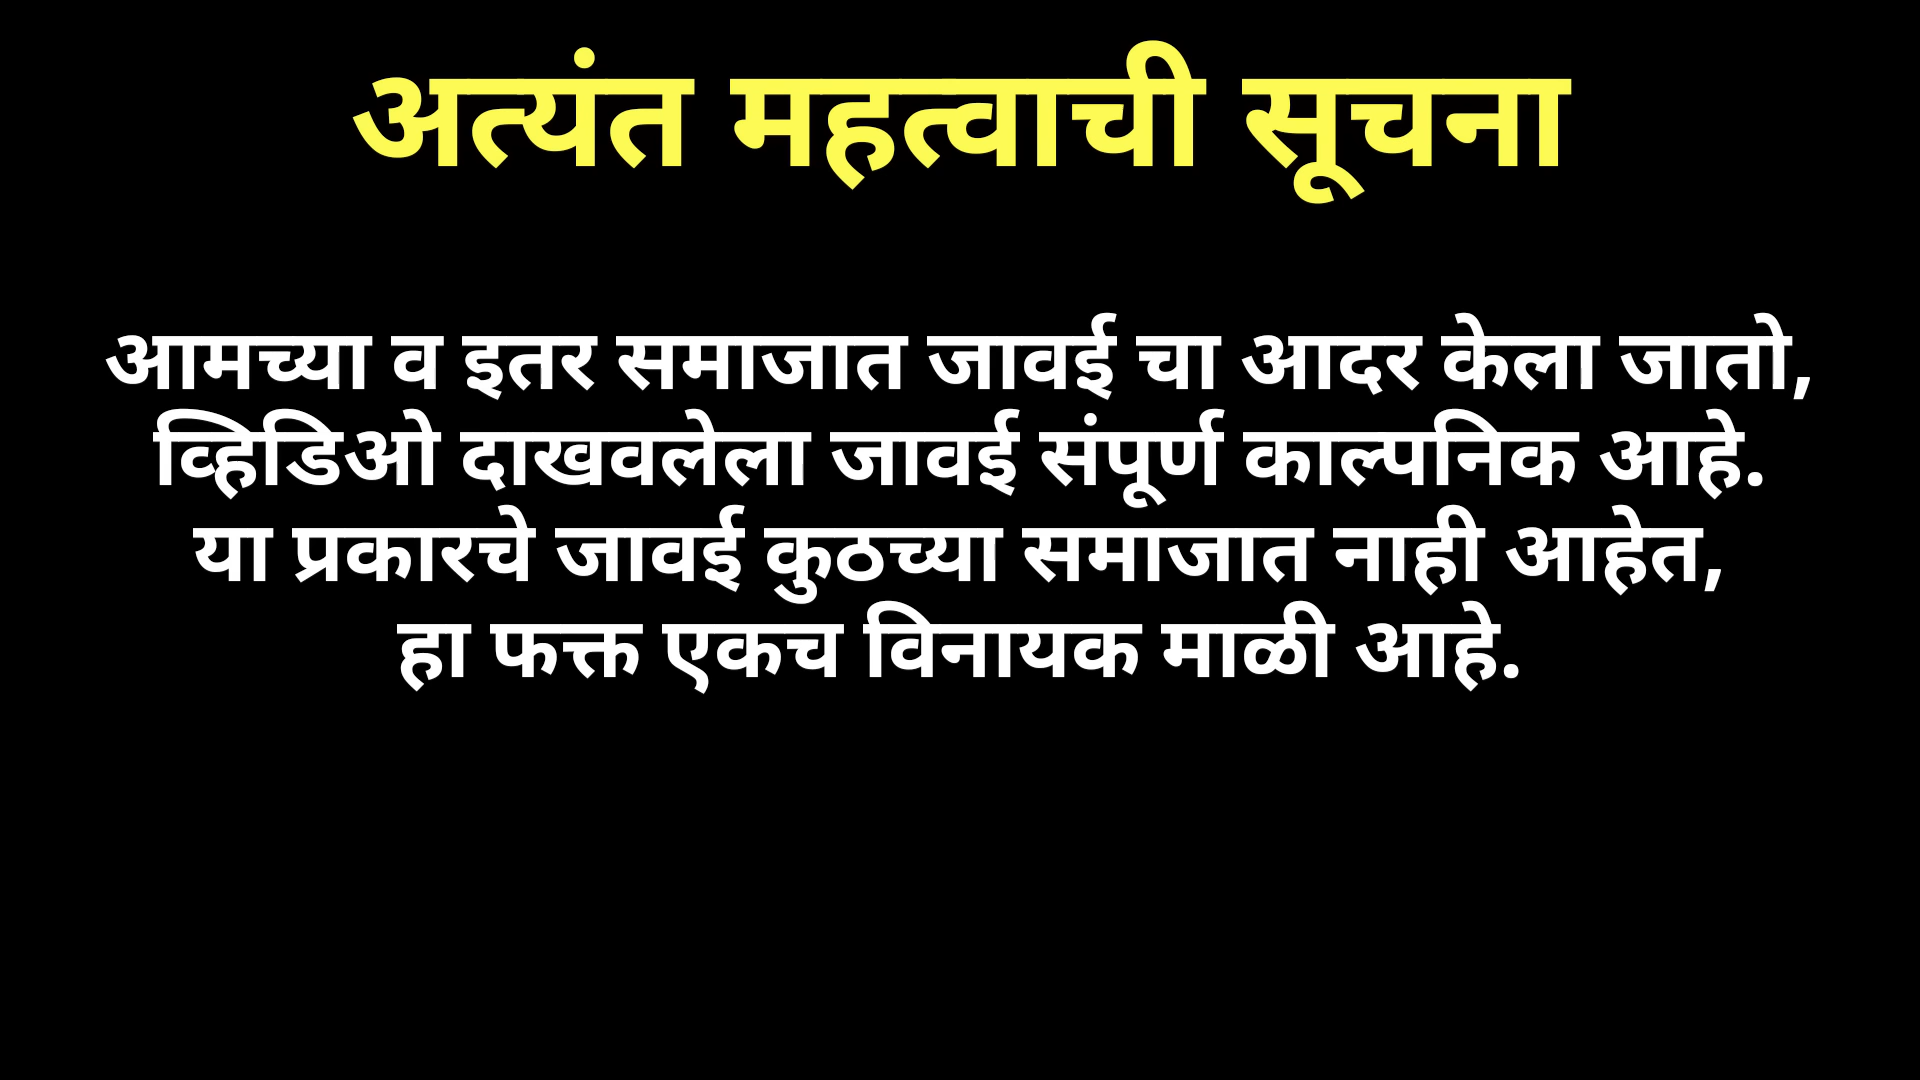 अत्यंत महत्वाची सूचना
आमच्या व इतर समाजात जावई चा आदर केला जातो,
व्हिडिओ दाखवलेला जावई संपूर्ण काल्पनिक आहे.
या प्रकारचे जावई कुठच्या समाजात नाही आहेत,
हा फक्त एकच विनायक माळी आहे.